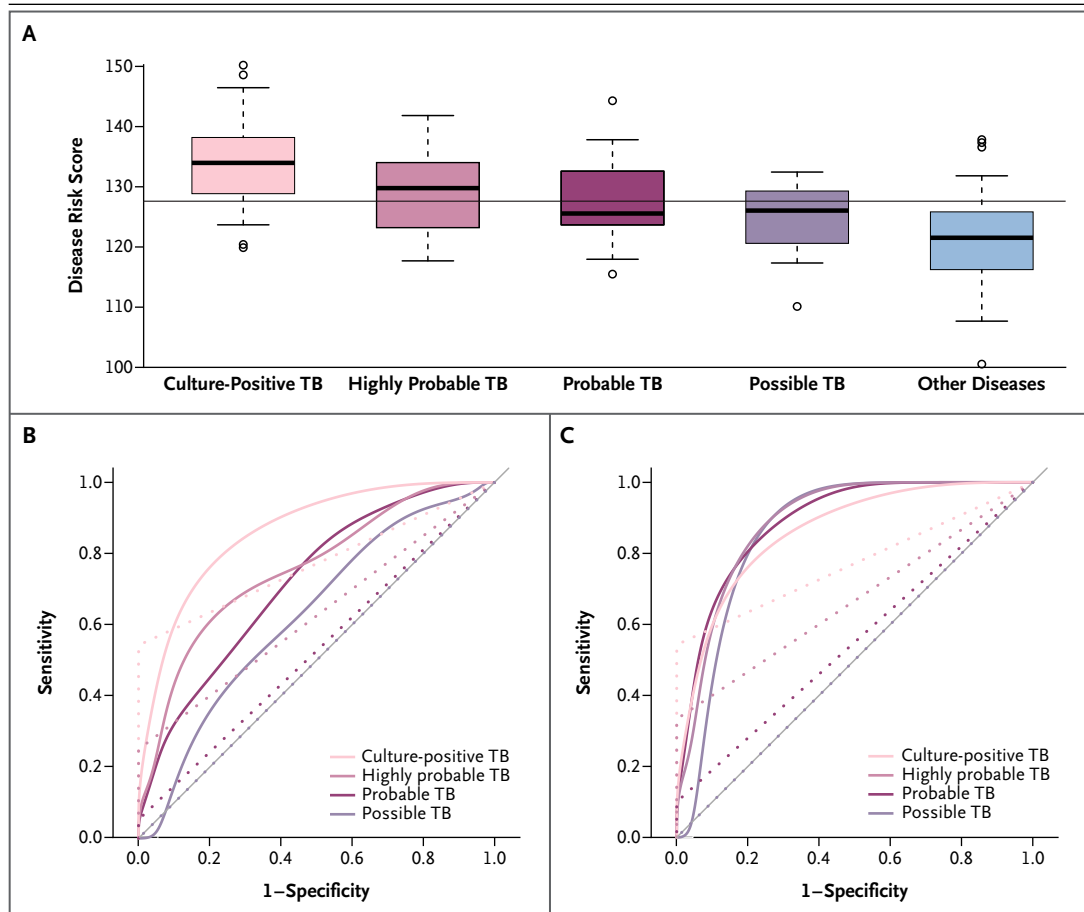 A
150
140
130
120
110
100
Disease Risk Score
Culture-Positive TB Highly Probable TB Probable TB Possible TB Other Diseases
B
1.0
0.8
0.6
0.4
0.2
0.0
Sensitivity
Culture-positive TB
Highly probable TB
Probable TB
Possible TB
0.0 0.2 0.4 0.6 0.8 1.0
1–Specificity
C
1.0
0.8
0.6
0.4
0.2
0.0
Sensitivity
Culture-positive TB
Highly probable TB
Probable TB
Possible TB
0.0 0.2 0.4 0.6 0.8 1.0
1–Specificity